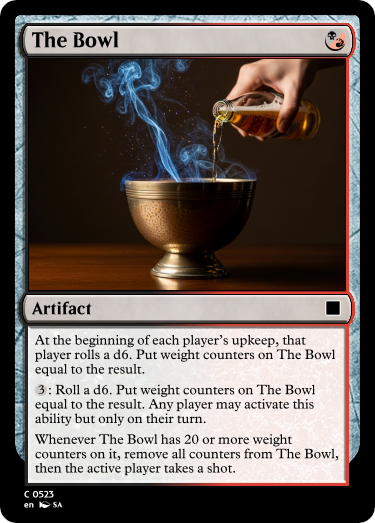 The Bowl
Artifact
At the beginning of each player's upkeep, that
player rolls a d6. Put weight counters on The Bowl
equal to the result.
3: Roll a d6. Put weight counters on The Bowl
equal to the result. Any player may activate this
ability but only on their turn.
Whenever The Bowl has 20 or more weight
counters on it, remove all counters from The Bowl,
then the active player takes a shot.
C 0523
en SA